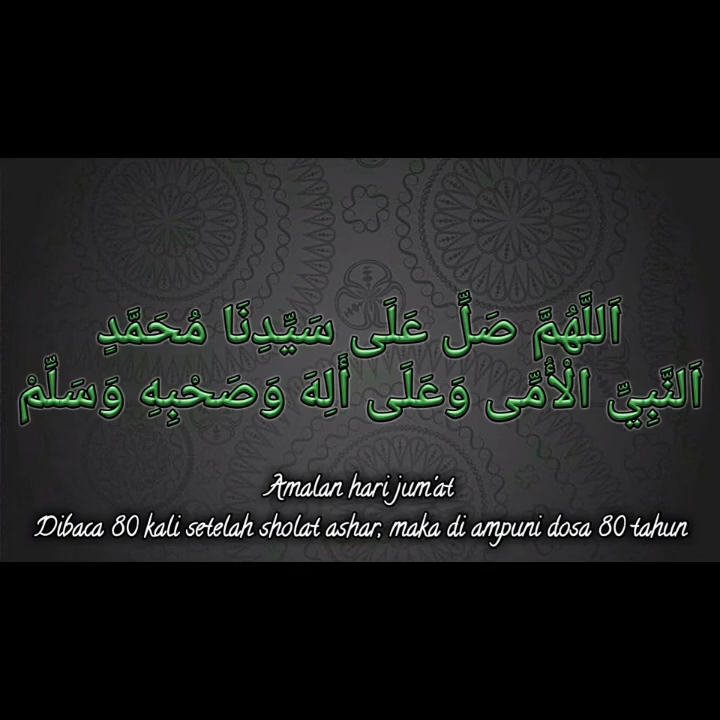 اَللَّهُمَّ صَلِّ عَلَى سَيِّدِنَا مُحَمَّدٍ
اَلنَّبِيِّ الْأُمِّى وَعَلَى أَلِهَ وَصَحْبِهِ وَسَلِّمْ
Amalan hari jum'at
Dibaca 80 kali setelah sholat ashar, maka di ampuni dosa 80 tahun